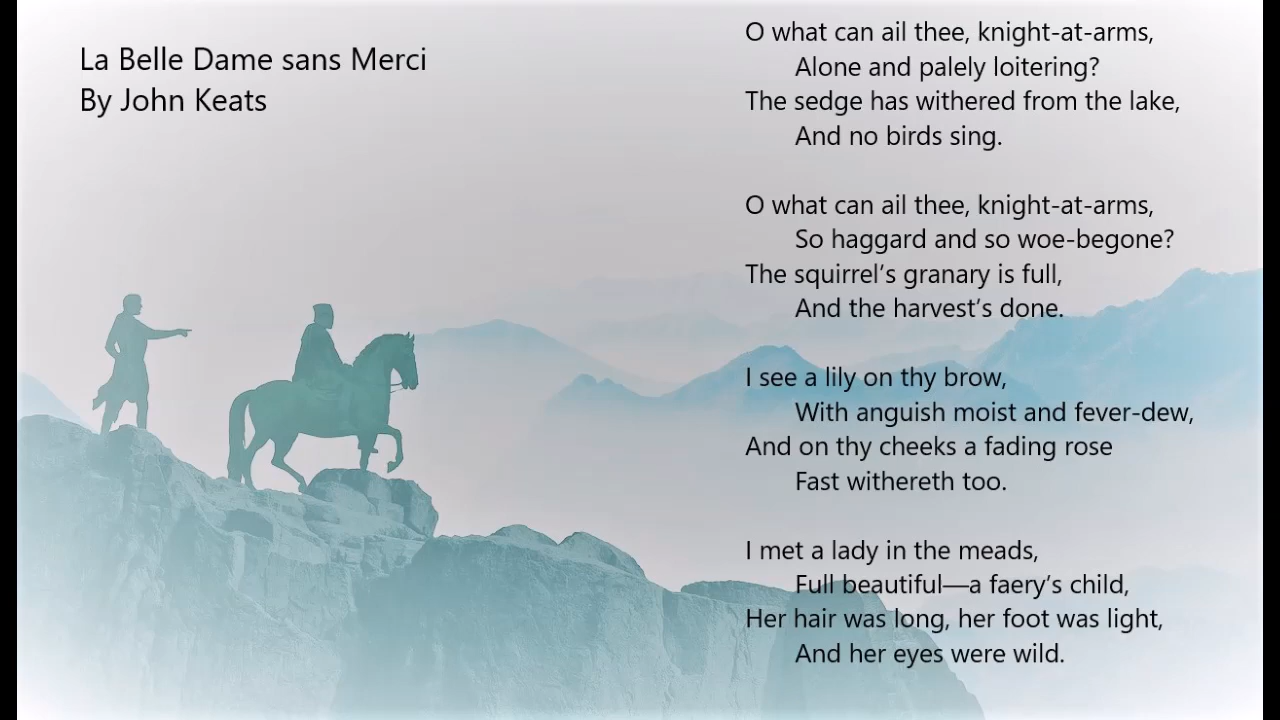 La Belle Dame sans Merci
By John Keats
O what can ail thee, knight-at-arms,
Alone and palely loitering?
The sedge has withered from the lake,
And no birds sing.
O what can ail thee, knight-at-arms,
So haggard and so woe-begone?
The squirrel’s granary is full,
And the harvest’s done.
I see a lily on thy brow,
With anguish moist and fever-dew,
And on thy cheeks a fading rose
Fast withereth too.
I met a lady in the meads,
Full beautiful—a faery’s child,
Her hair was long, her foot was light,
And her eyes were wild.